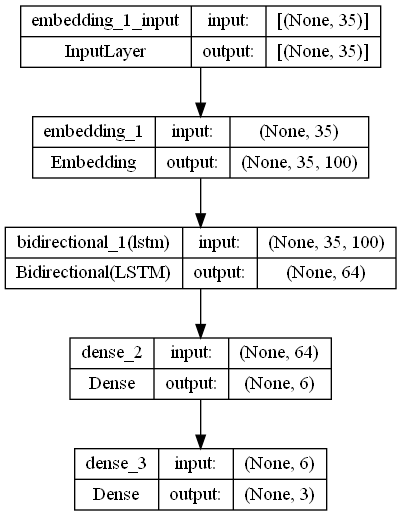 embedding_1_input input: [(None, 35)]
InputLayer output: [(None, 35)]
embedding_1 input: (None, 35)
Embedding output: (None, 35, 100)
bidirectional_1(lstm) input: (None, 35, 100)
Bidirectional(LSTM) output: (None, 64)
dense_2 input: (None, 64)
Dense output: (None, 6)
dense_3 input: (None, 6)
Dense output: (None, 3)